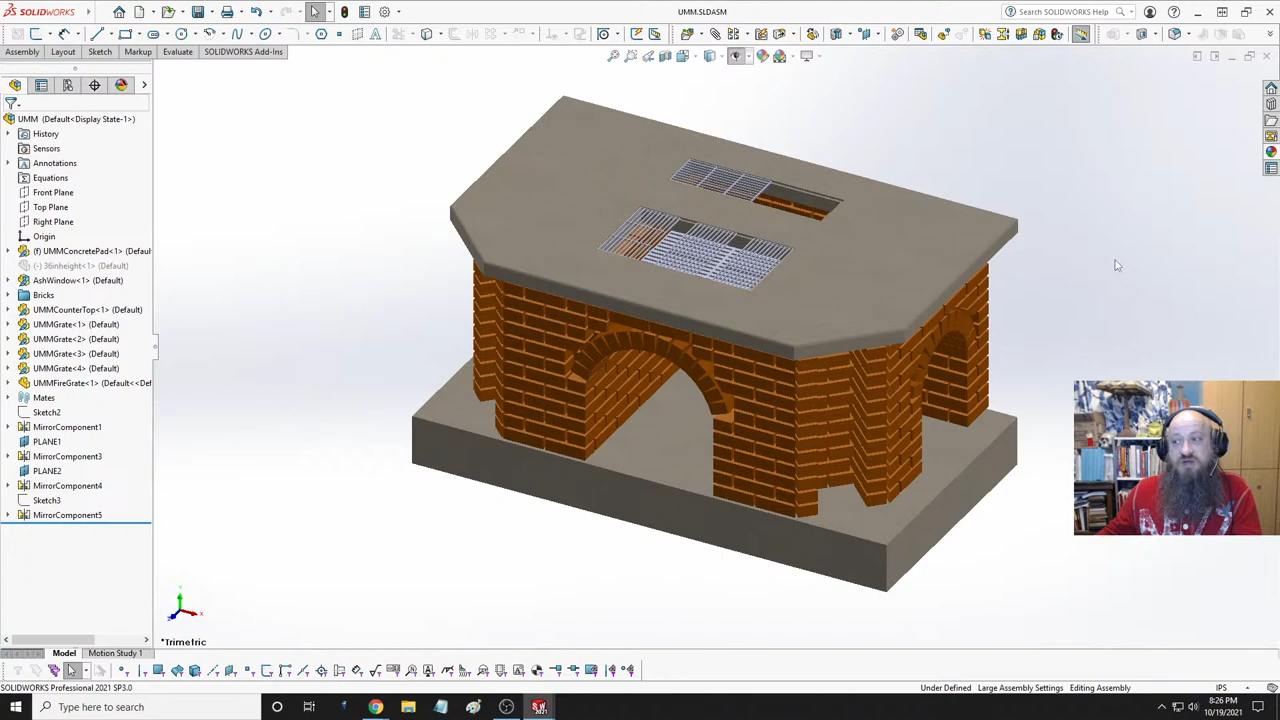 SOLIDWORKS
UMM.SLDASM
Search SOLIDWORKS Help
Assembly
Layout
Sketch
Markup
Evaluate
SOLIDWORKS Add-Ins
UMM (Default<Display State-1>)
History
Sensors
Annotations
Equations
Front Plane
Top Plane
Right Plane
Origin
(f) UMMConcretePad<1> (Default)
(-) 36inheight<1> (Default)
AshWindow<1> (Default)
Bricks
UMMCounterTop<1> (Default)
UMMGrate<1> (Default)
UMMGrate<2> (Default)
UMMGrate<3> (Default)
UMMGrate<4> (Default)
UMMFireGrate<1> (Default<<Def
Mates
Sketch2
MirrorComponent1
PLANE1
MirrorComponent3
PLANE2
MirrorComponent4
Sketch3
MirrorComponent5
*Trimetric
Model
Motion Study 1
SOLIDWORKS Professional 2021 SP3.0
Under Defined
Large Assembly Settings
Editing Assembly
IPS
Type here to search
8:26 PM
10/19/2021